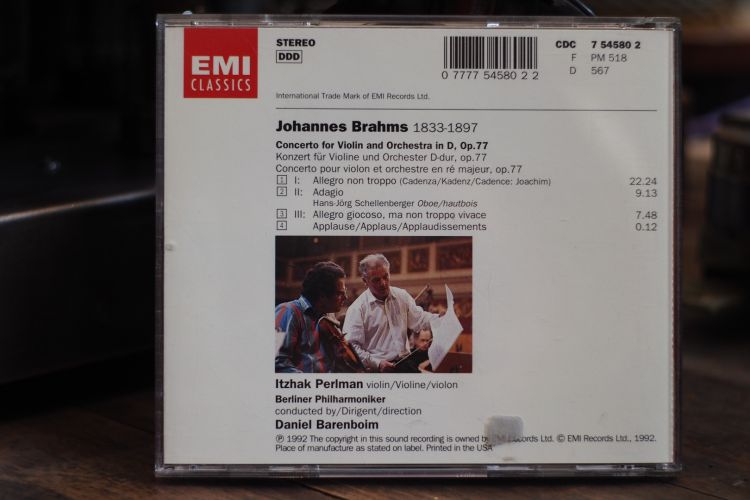 EMI
CLASSICS
STEREO
DDD
0 7777 54580 2 2
CDC 7 54580 2
F PM 518
D 567
International Trade Mark of EMI Records Ltd.
Johannes Brahms 1833-1897
Concerto for Violin and Orchestra in D, Op.77
Konzert für Violine und Orchester D-dur, op.77
Concerto pour violon et orchestre en ré majeur, op.77
1 I: Allegro non troppo (Cadenza/Kadenz/Cadence: Joachim) 22.24
2 II: Adagio 9.13
Hans-Jörg Schellenberger Oboe/hautbois
3 III: Allegro giocoso, ma non troppo vivace 7.48
4 Applause/Applaus/Applaudissements 0.12
Itzhak Perlman violin/Violine/violon
Berliner Philharmoniker
conducted by/Dirigent/direction
Daniel Barenboim
℗ 1992 The copyright in this sound recording is owned by EMI Records Ltd. © EMI Records Ltd., 1992.
Place of manufacture as stated on label. Printed in the USA